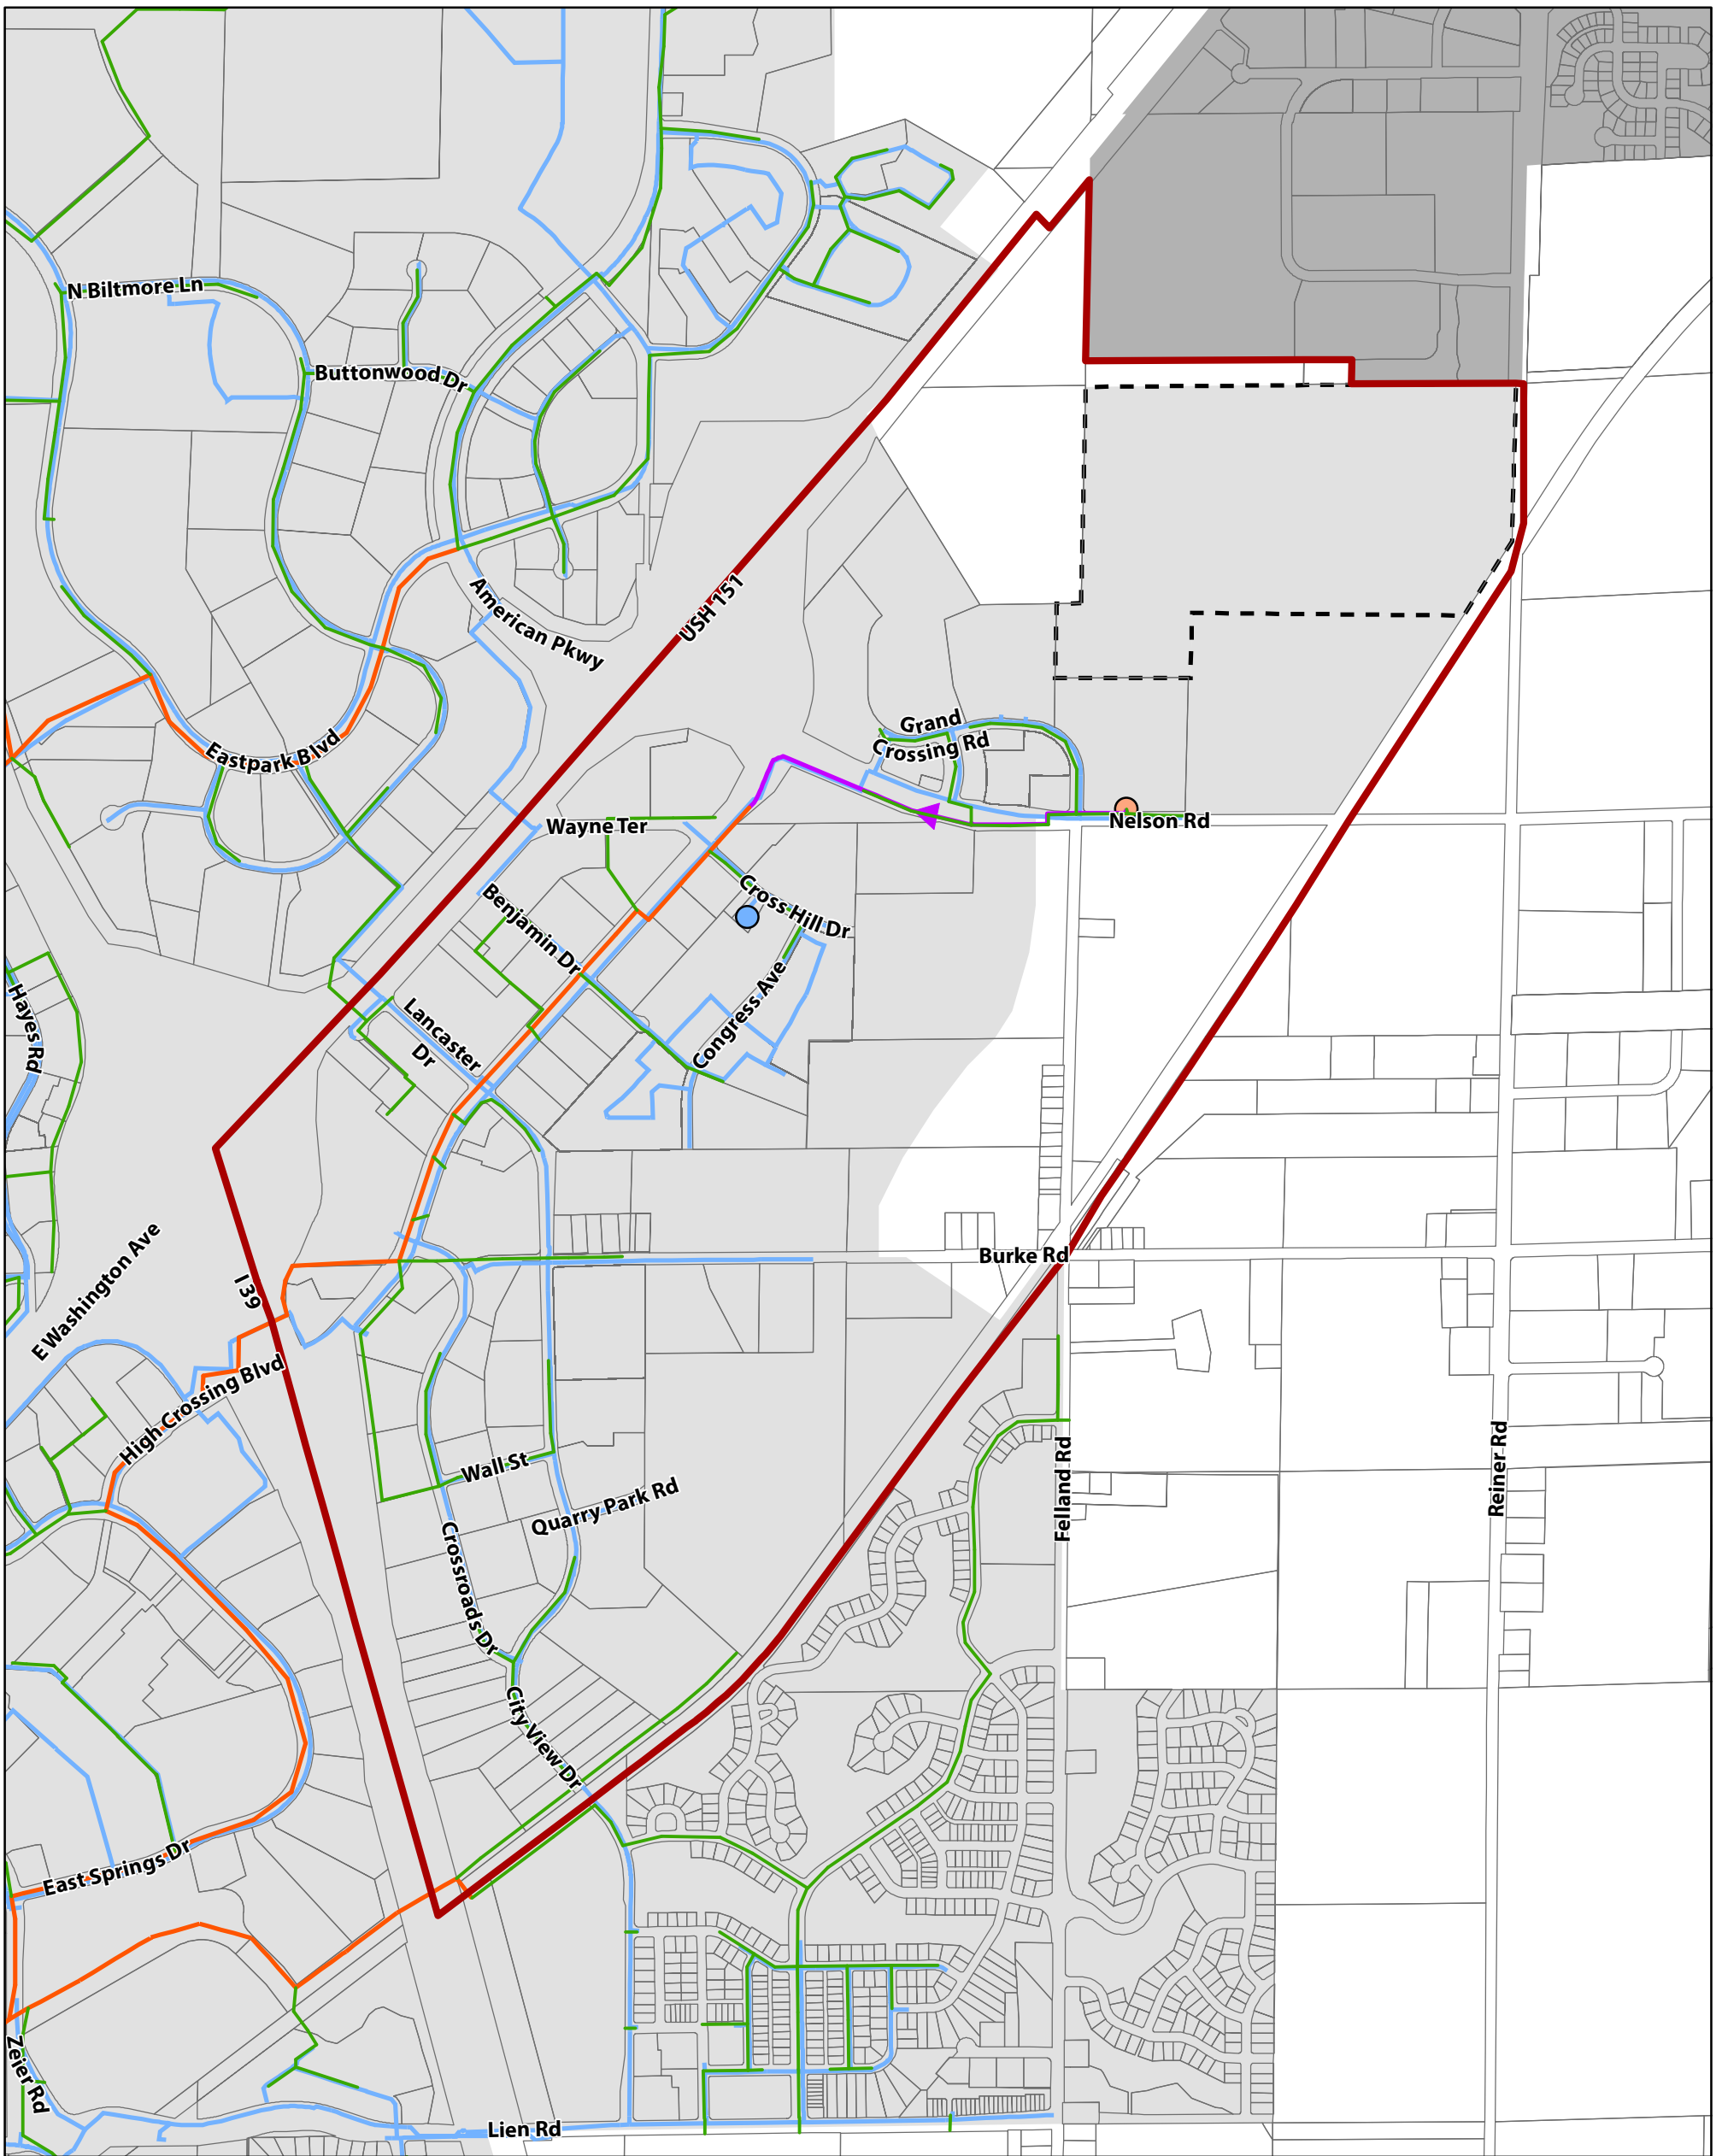 N Biltmore Ln
Buttonwood Dr
American Pkwy
USH 151
Eastpark Blvd
Grand
Crossing Rd
Nelson Rd
Wayne Ter
Cross Hill Dr
Benjamin Dr
Congress Ave
Lancaster
Dr
Hayes Rd
E Washington Ave
I 39
Burke Rd
High Crossing Blvd
Wall St
Quarry Park Rd
Felland Rd
Reiner Rd
Crossroads Dr
City View Dr
East Springs Dr
Zeier Rd
Lien Rd